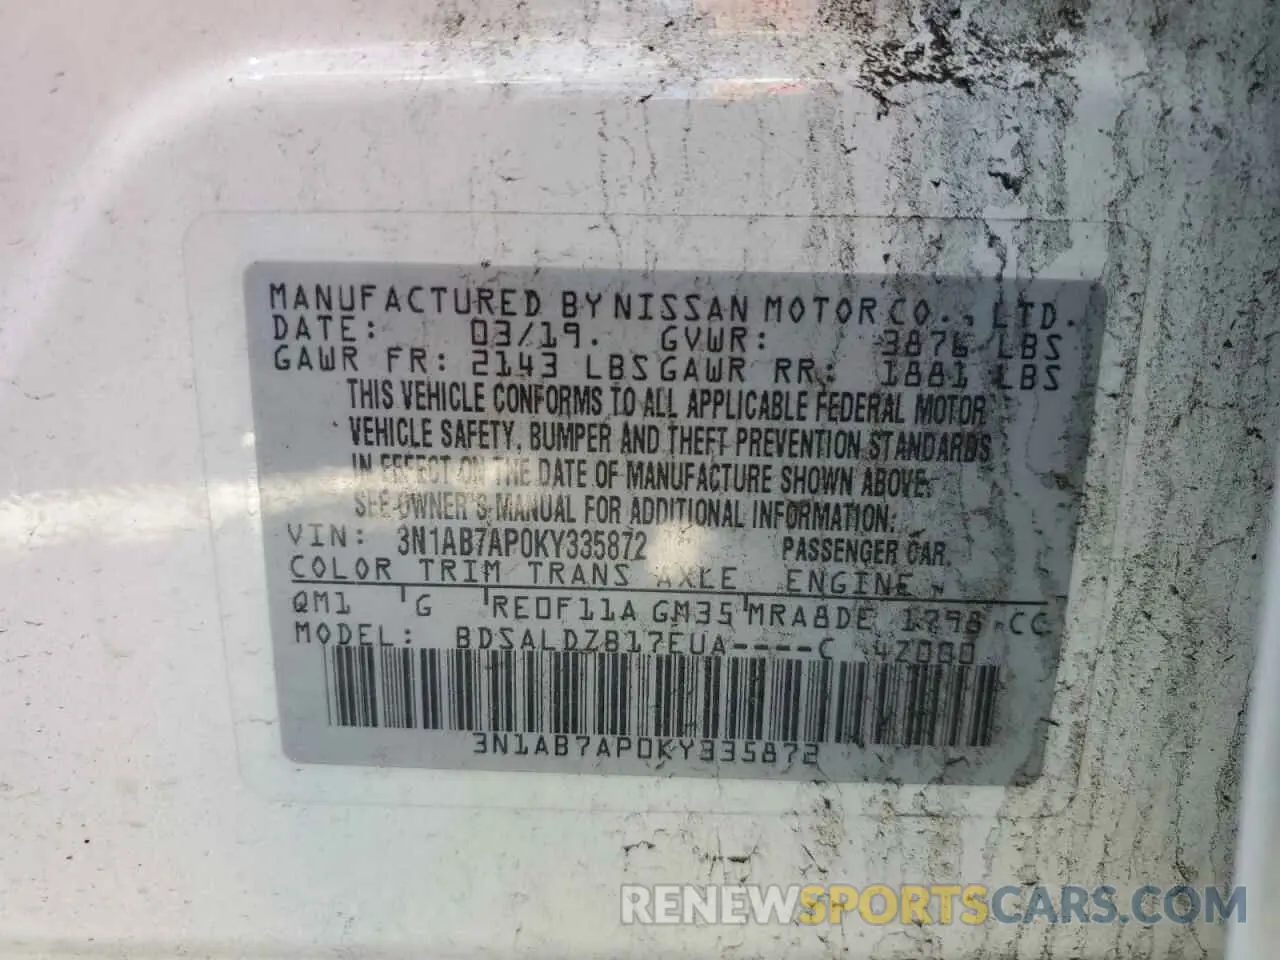 MANUFACTURED BY NISSAN MOTOR CO., LTD.
DATE: 03/19. GVWR: 3876 LBS
GAWR FR: 2143 LBS GAWR RR: 1881 LBS
THIS VEHICLE CONFORMS TO ALL APPLICABLE FEDERAL MOTOR
VEHICLE SAFETY, BUMPER AND THEFT PREVENTION STANDARDS
IN EFFECT ON THE DATE OF MANUFACTURE SHOWN ABOVE.
SEE OWNER'S MANUAL FOR ADDITIONAL INFORMATION.
VIN: 3N1AB7AP0KY335872 PASSENGER CAR.
COLOR TRIM TRANS AXLE ENGINE
QM1 G RE0F11A GM35 MRA8DE 1798 CC
MODEL: BDSALDZB17EUA----C
3N1AB7AP0KY335872
RENEWSPORTSCARS.COM